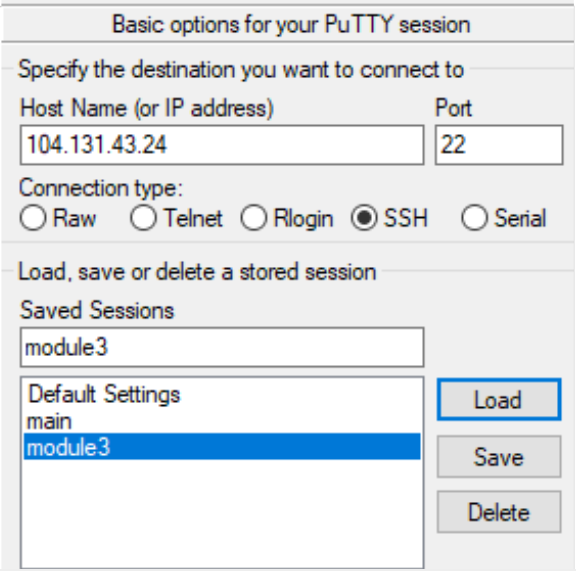 Basic options for your PuTTY session
Specify the destination you want to connect to
Host Name (or IP address) Port
104.131.43.24 22
Connection type:
Raw Telnet Rlogin SSH Serial
Load, save or delete a stored session
Saved Sessions
module3
Default Settings
main
module3
Load
Save
Delete